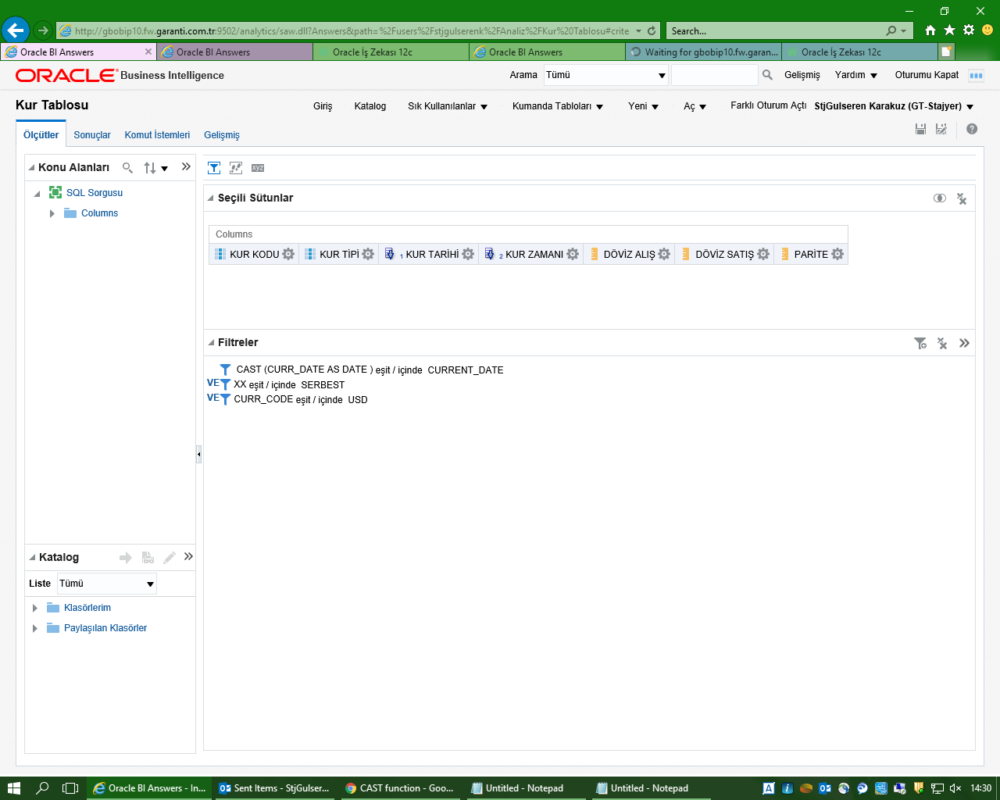 http://gbobip10.fw.garanti.com.tr:9502/analytics/saw.dll?Answers&path=%2Fusers%2Fstjgulserenk%2FAnaliz%2FKur%20Tablosu#crite
Search...
Oracle BI Answers
Oracle BI Answers
Oracle İş Zekası 12c
Oracle BI Answers
Waiting for gbobip10.fw.garan...
Oracle İş Zekası 12c
ORACLE Business Intelligence
Arama Tümü Gelişmiş Yardım Oturumu Kapat
Kur Tablosu
Giriş Katalog Sık Kullanılanlar Kumanda Tabloları Yeni Aç Farklı Oturum Açtı StjGulseren Karakuz (GT-Stajyer)
Ölçütler Sonuçlar Komut İstemleri Gelişmiş
Konu Alanları
SQL Sorgusu
Columns
xyz
Seçili Sütunlar
Columns
KUR KODU KUR TİPİ 1 KUR TARİHİ 2 KUR ZAMANI DÖVİZ ALIŞ DÖVİZ SATIŞ PARİTE
Filtreler
CAST (CURR_DATE AS DATE ) eşit / içinde CURRENT_DATE
VE XX eşit / içinde SERBEST
VE CURR_CODE eşit / içinde USD
Katalog
Liste Tümü
Klasörlerim
Paylaşılan Klasörler
Oracle BI Answers - In...
Sent Items - StjGulser...
CAST function - Goo...
Untitled - Notepad
Untitled - Notepad
14:30